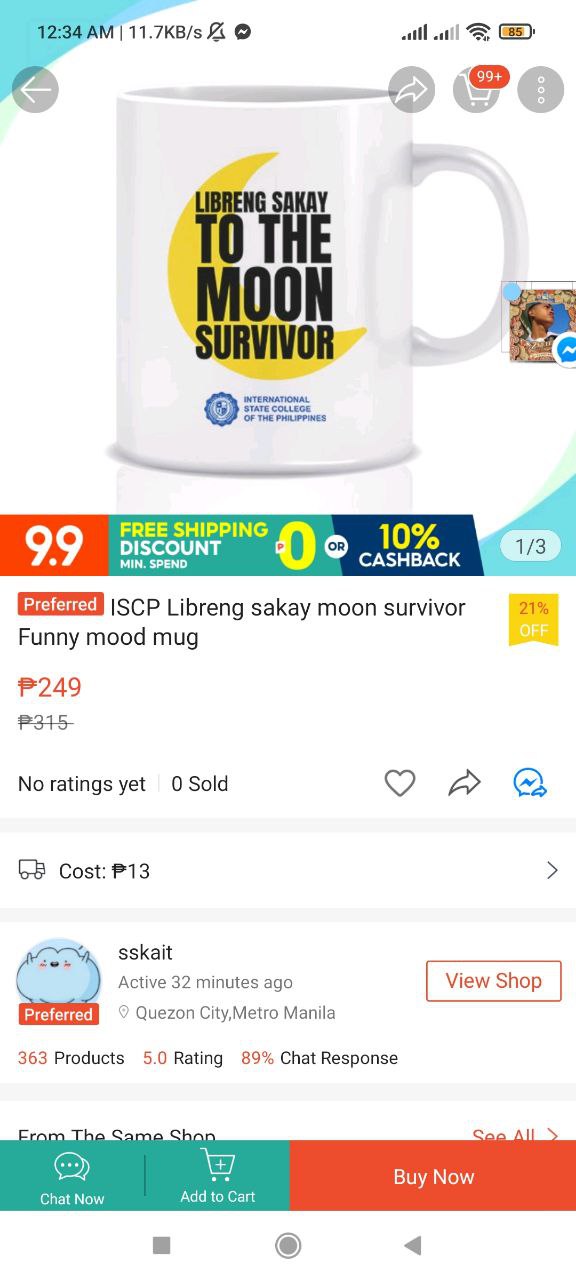 12:34 AM | 11.7KB/s
85
99+
LIBRENG SAKAY
TO THE
MOON
SURVIVOR
INTERNATIONAL
STATE COLLEGE
OF THE PHILIPPINES
9.9
FREE SHIPPING
DISCOUNT
MIN. SPEND
₱0
OR
10%
CASHBACK
1/3
Preferred ISCP Libreng sakay moon survivor
Funny mood mug
21%
OFF
₱249
₱315
No ratings yet
0 Sold
Cost: ₱13
sskait
Active 32 minutes ago
Preferred
Quezon City,Metro Manila
View Shop
363 Products
5.0 Rating
89% Chat Response
From The Same Shop
See All
Chat Now
Add to Cart
Buy Now